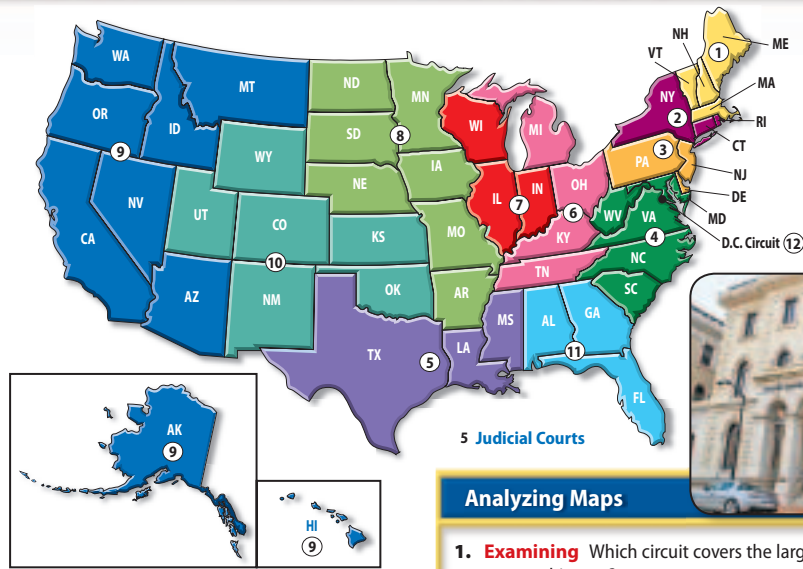 WA
MT
ND
MN
OR
ID
SD
8
WI
MI
VT
NH
1
ME
MA
NY
2
RI
CT
9
WY
IA
3
PA
NJ
DE
MD
D.C. Circuit 12
NE
IL
IN
OH
7
6
WV
VA
4
NV
UT
CO
CA
KS
MO
KY
NC
10
TN
SC
AZ
NM
OK
AR
MS
AL
GA
TX
5
LA
11
FL
5 Judicial Courts
AK
9
HI
9
Analyzing Maps
1. Examining Which circuit covers the larg